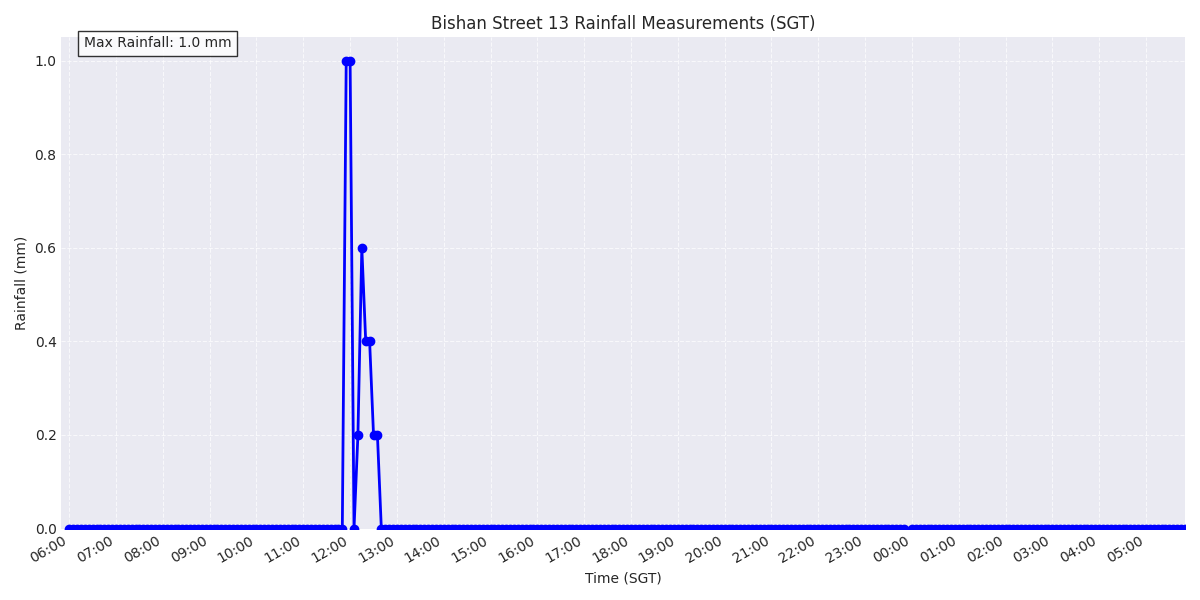 Bishan Street 13 Rainfall Measurements (SGT)
Max Rainfall: 1.0 mm
1.0
0.8
0.6
0.4
0.2
0.0
Rainfall (mm)
06:00 07:00 08:00 09:00 10:00 11:00 12:00 13:00 14:00 15:00 16:00 17:00 18:00 19:00 20:00 21:00 22:00 23:00 00:00 01:00 02:00 03:00 04:00 05:00
Time (SGT)